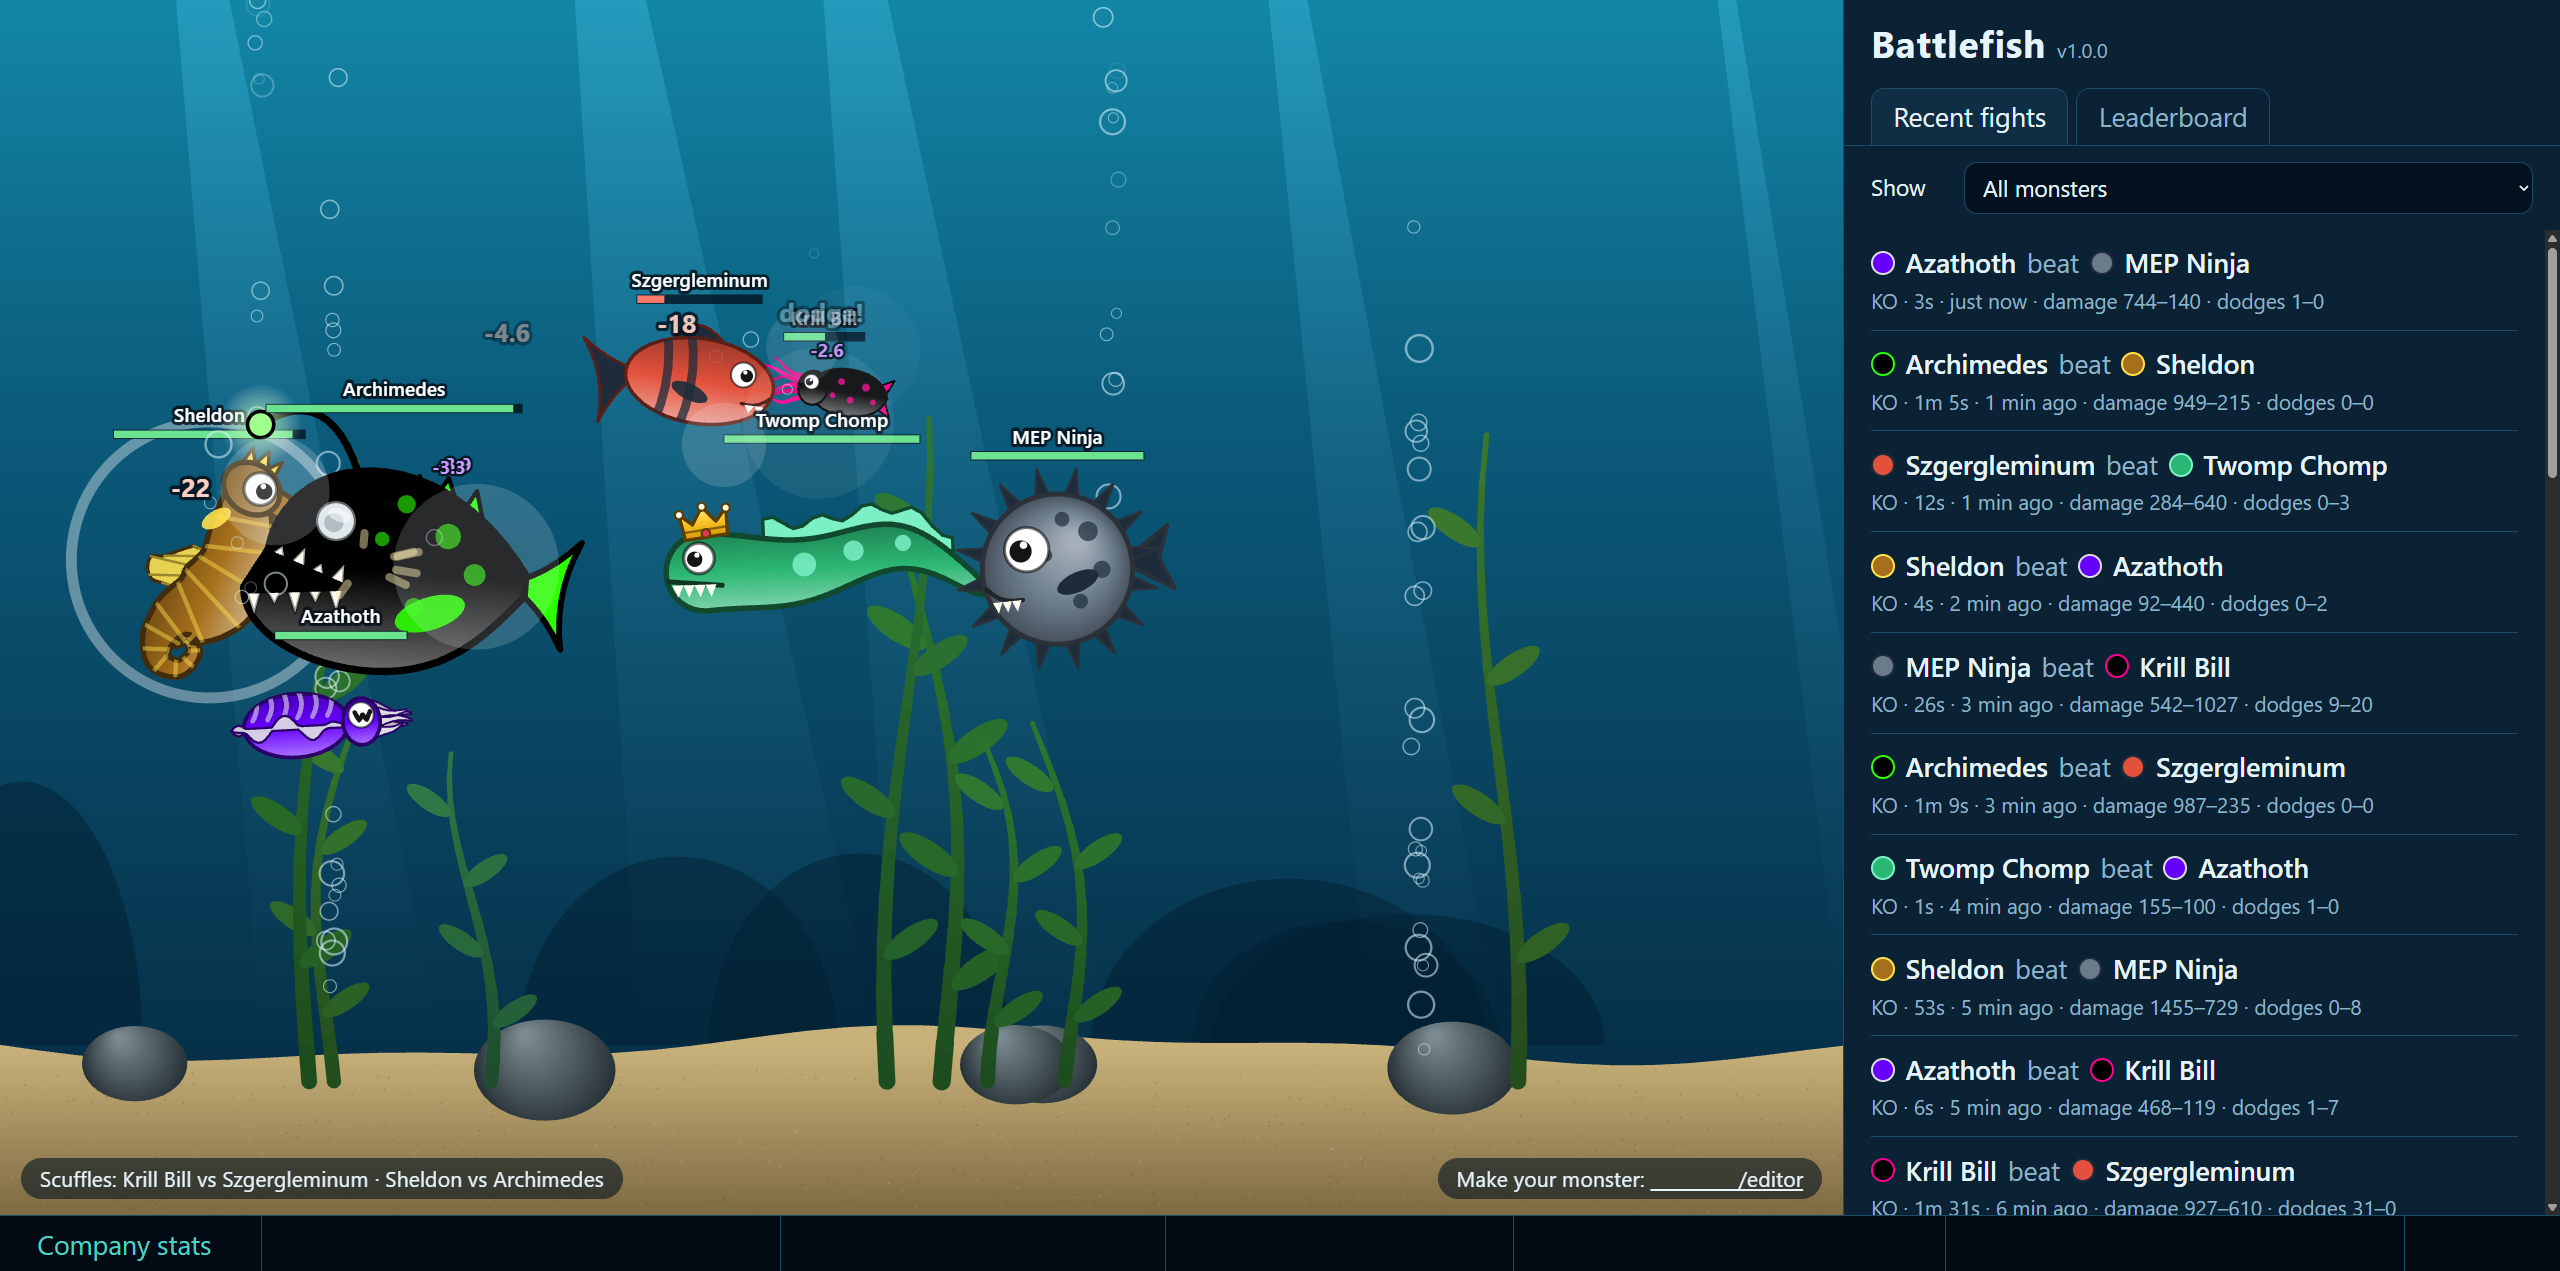 Battlefish v1.0.0
Recent fights
Leaderboard
Show
All monsters
Azathoth beat MEP Ninja
KO · 3s · just now · damage 744–140 · dodges 1–0
Archimedes beat Sheldon
KO · 1m 5s · 1 min ago · damage 949–215 · dodges 0–0
Szgergleminum beat Twomp Chomp
KO · 12s · 1 min ago · damage 284–640 · dodges 0–3
Sheldon beat Azathoth
KO · 4s · 2 min ago · damage 92–440 · dodges 0–2
MEP Ninja beat Krill Bill
KO · 26s · 3 min ago · damage 542–1027 · dodges 9–20
Archimedes beat Szgergleminum
KO · 1m 9s · 3 min ago · damage 987–235 · dodges 0–0
Twomp Chomp beat Azathoth
KO · 1s · 4 min ago · damage 155–100 · dodges 1–0
Sheldon beat MEP Ninja
KO · 53s · 5 min ago · damage 1455–729 · dodges 0–8
Azathoth beat Krill Bill
KO · 6s · 5 min ago · damage 468–119 · dodges 1–7
Krill Bill beat Szgergleminum
KO · 1m 31s · 6 min ago · damage 927–610 · dodges 31–0
Szgergleminum
-18
dodge!
Krill Bill
-2.6
-4.6
Archimedes
Sheldon
Twomp Chomp
MEP Ninja
-22
Azathoth
W
Scuffles: Krill Bill vs Szgergleminum · Sheldon vs Archimedes
Make your monster: /editor
Company stats